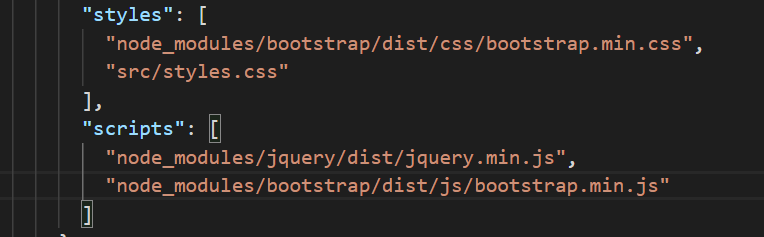 "styles": [
"node_modules/bootstrap/dist/css/bootstrap.min.css",
"src/styles.css"
],
"scripts": [
"node_modules/jquery/dist/jquery.min.js",
"node_modules/bootstrap/dist/js/bootstrap.min.js"
]